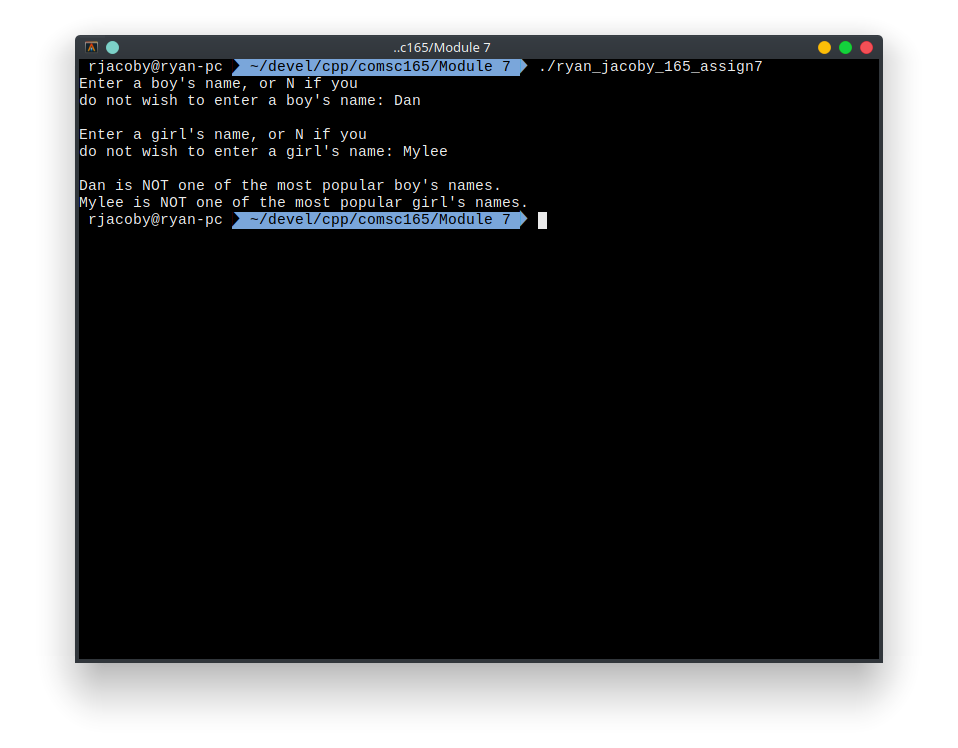 ..c165/Module 7
rjacoby@ryan-pc ~/devel/cpp/comsc165/Module 7 ./ryan_jacoby_165_assign7
Enter a boy's name, or N if you
do not wish to enter a boy's name: Dan
Enter a girl's name, or N if you
do not wish to enter a girl's name: Mylee
Dan is NOT one of the most popular boy's names.
Mylee is NOT one of the most popular girl's names.
rjacoby@ryan-pc ~/devel/cpp/comsc165/Module 7